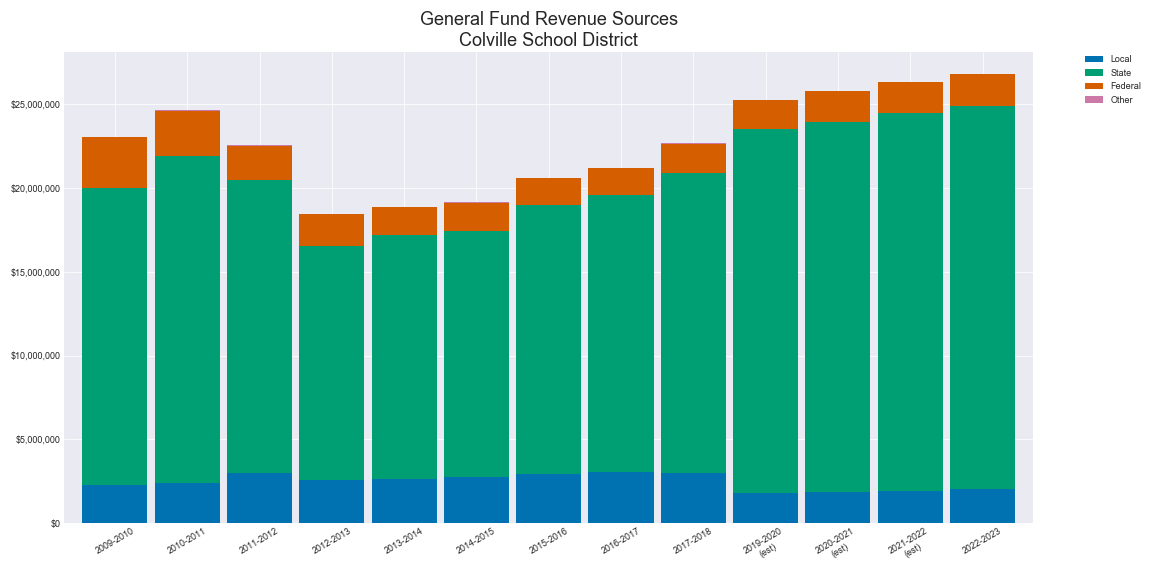 General Fund Revenue Sources
Colville School District
Local
State
Federal
Other
$25,000,000
$20,000,000
$15,000,000
$10,000,000
$5,000,000
$0
2009-2010
2010-2011
2011-2012
2012-2013
2013-2014
2014-2015
2015-2016
2016-2017
2017-2018
2019-2020
(est)
2020-2021
(est)
2021-2022
(est)
2022-2023